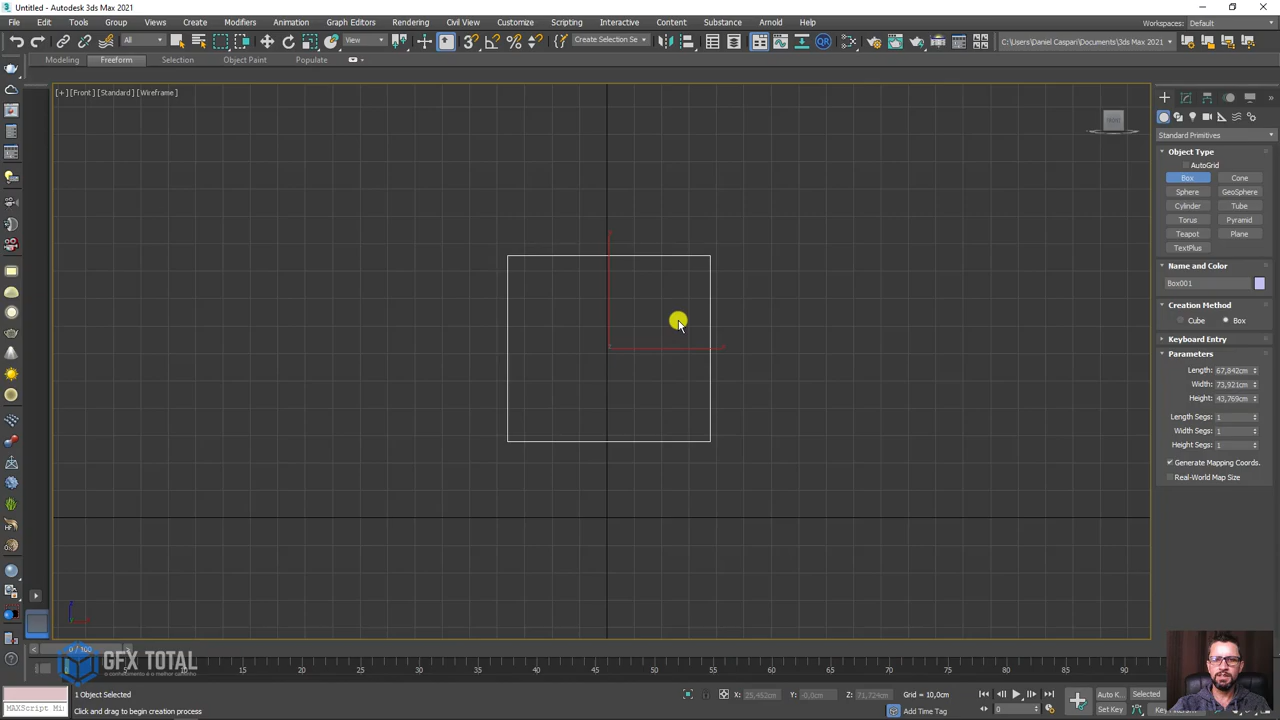 Untitled - Autodesk 3ds Max 2021
File Edit Tools Group Views Create Modifiers Animation Graph Editors Rendering Civil View Customize Scripting Interactive Content Substance Arnold Help
Workspaces: Default
All
View
Create Selection Se
C:\Users\Daniel Caspari\Documents\3ds Max 2021
Modeling Freeform Selection Object Paint Populate
[+] [Front] [Standard] [Wireframe]
FRONT
Standard Primitives
Object Type
AutoGrid
Box Cone
Sphere GeoSphere
Cylinder Tube
Torus Pyramid
Teapot Plane
TextPlus
Name and Color
Box001
Creation Method
Cube Box
Keyboard Entry
Parameters
Length: 67,842cm
Width: 73,921cm
Height: 43,769cm
Length Segs: 1
Width Segs: 1
Height Segs: 1
Generate Mapping Coords.
Real-World Map Size
0 / 100
GFX TOTAL
o conhecimento é o melhor caminho
10 15 20 25 30 35 40 45 50 55 60 65 70 75 80 85 90
1 Object Selected
X: 25,452cm Y: -0,0cm Z: 71,724cm Grid = 10,0cm
Auto K... Selected
MAXScript Mi
Click and drag to begin creation process
Add Time Tag
0
Set Key